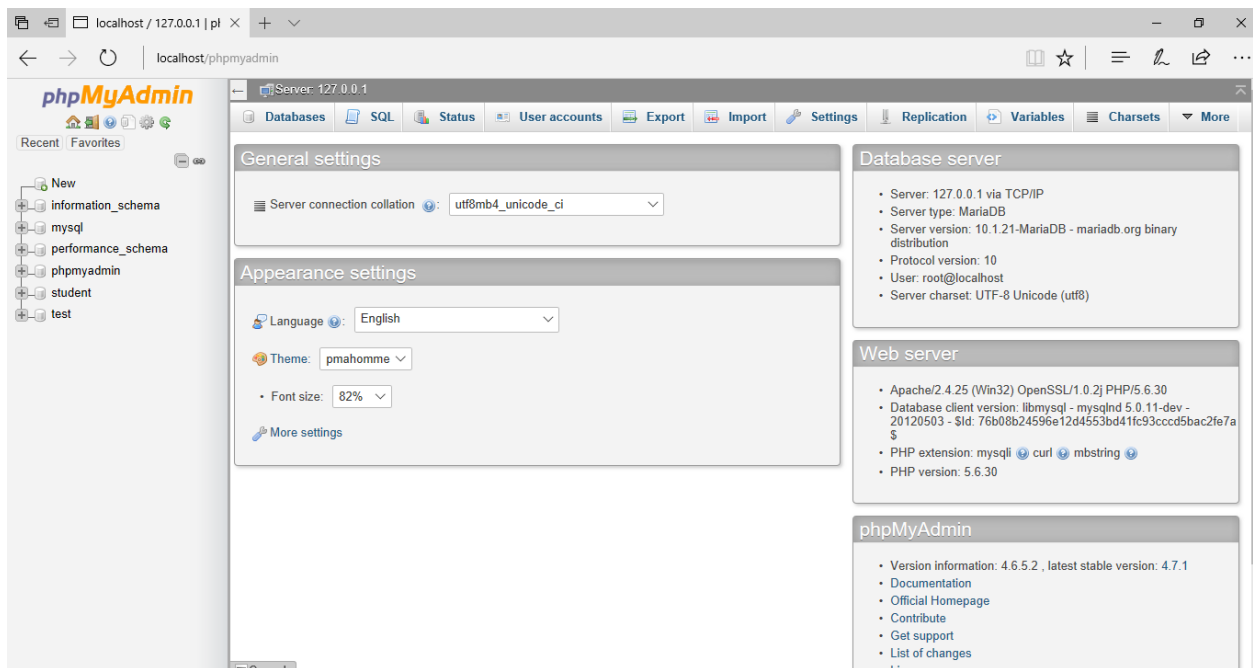 localhost / 127.0.0.1 | pl
localhost/phpmyadmin
phpMyAdmin
Recent Favorites
New
information_schema
mysql
performance_schema
phpmyadmin
student
test
Server: 127.0.0.1
Databases SQL Status User accounts Export Import Settings Replication Variables Charsets More
General settings
Server connection collation : utf8mb4_unicode_ci
Appearance settings
Language : English
Theme: pmahomme
• Font size: 82%
More settings
Database server
• Server: 127.0.0.1 via TCP/IP
• Server type: MariaDB
• Server version: 10.1.21-MariaDB - mariadb.org binary
distribution
• Protocol version: 10
• User: root@localhost
• Server charset: UTF-8 Unicode (utf8)
Web server
• Apache/2.4.25 (Win32) OpenSSL/1.0.2j PHP/5.6.30
• Database client version: libmysql - mysqlnd 5.0.11-dev -
20120503 - $Id: 76b08b24596e12d4553bd41fc93cccd5bac2fe7a
$
• PHP extension: mysqli curl mbstring
• PHP version: 5.6.30
phpMyAdmin
• Version information: 4.6.5.2 , latest stable version: 4.7.1
• Documentation
• Official Homepage
• Contribute
• Get support
• List of changes